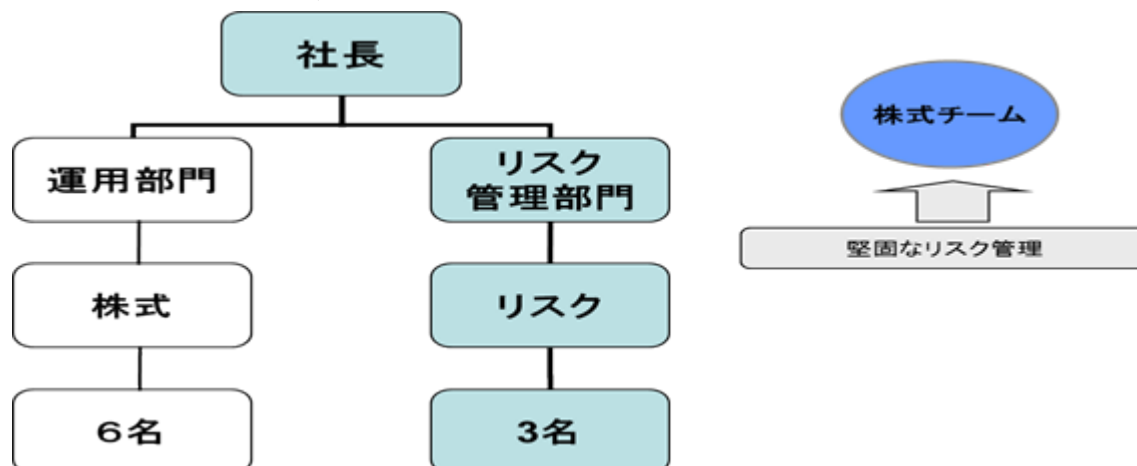 社長
運用部門
リスク
管理部門
株式
リスク
6名
3名
株式チーム
堅固なリスク管理